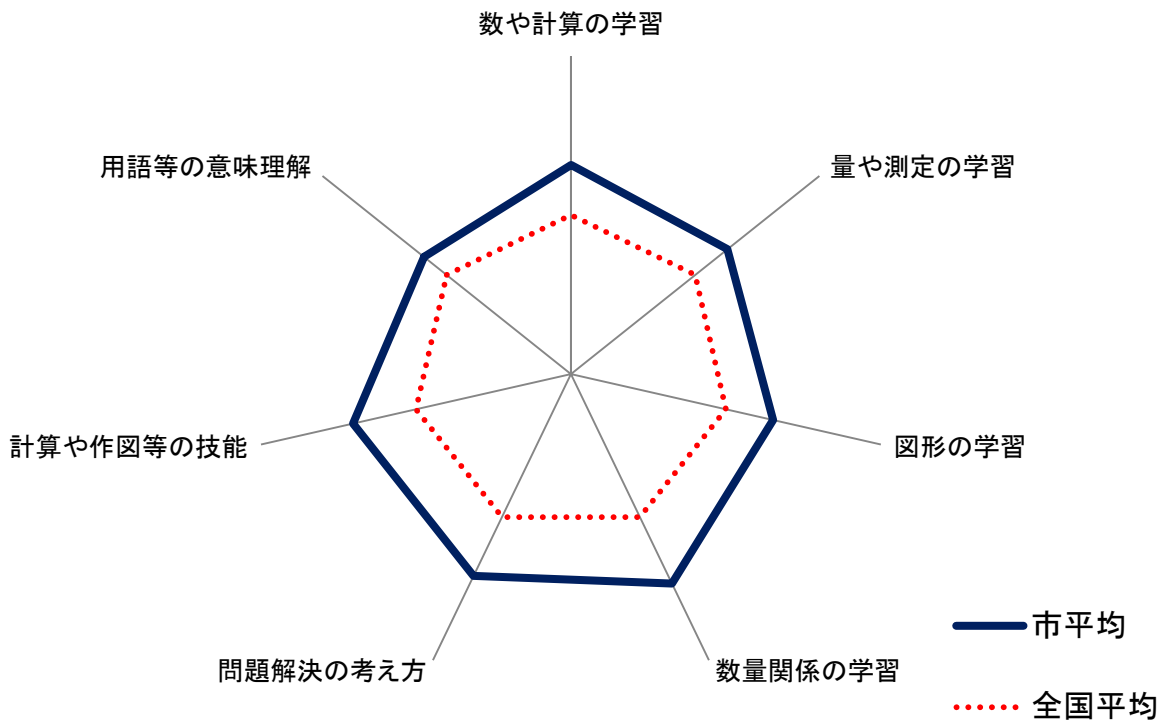 数や計算の学習
量や測定の学習
図形の学習
数量関係の学習
問題解決の考え方
計算や作図等の技能
用語等の意味理解
市平均
全国平均